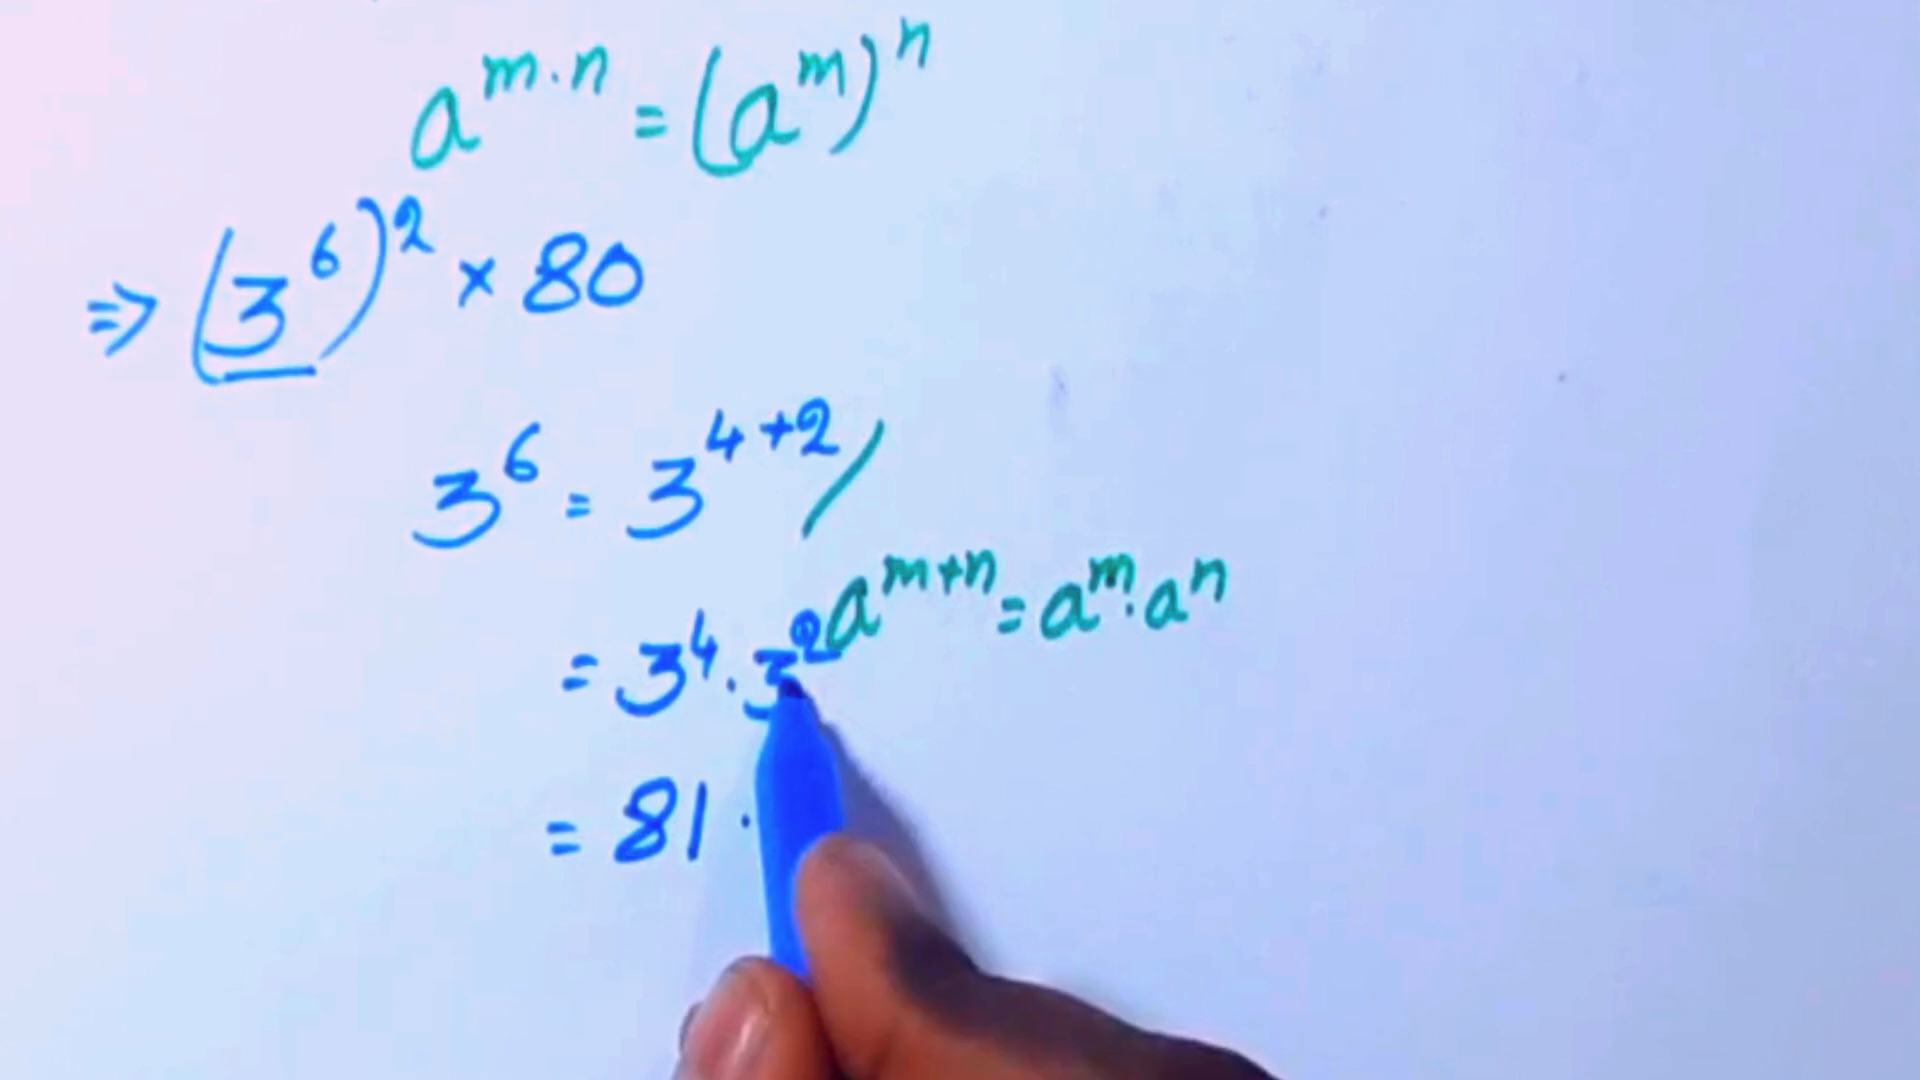 a^{m·n} = (a^m)^n
⇒ (3^6)^2 × 80
3^6 = 3^{4+2} /
a^{m+n} = a^m · a^n
= 3^4 · 3^2
= 81 ·